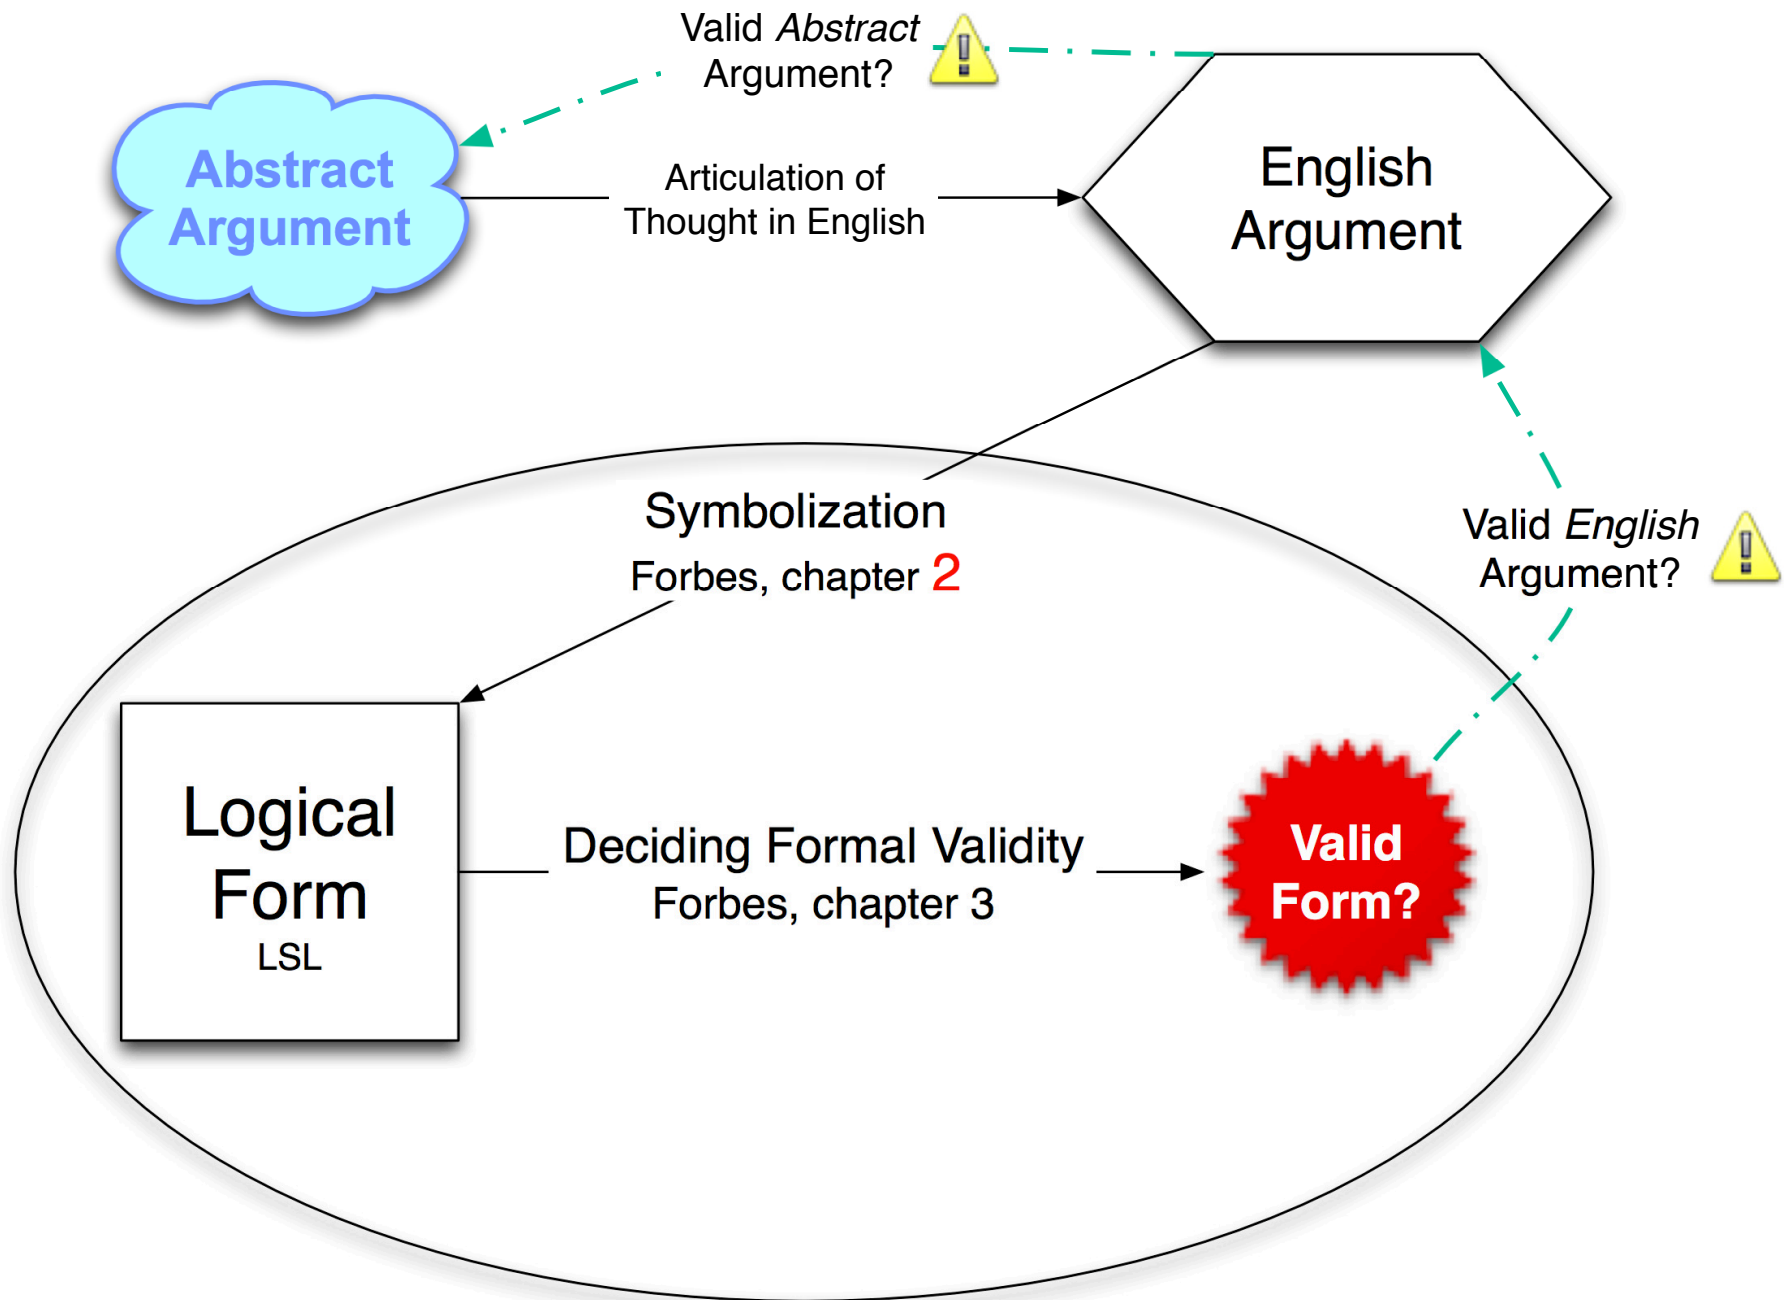 Valid Abstract
Argument?
Abstract
Argument
Articulation of
Thought in English
English
Argument
Symbolization
Forbes, chapter 2
Valid English
Argument?
Logical
Form
LSL
Deciding Formal Validity
Forbes, chapter 3
Valid
Form?